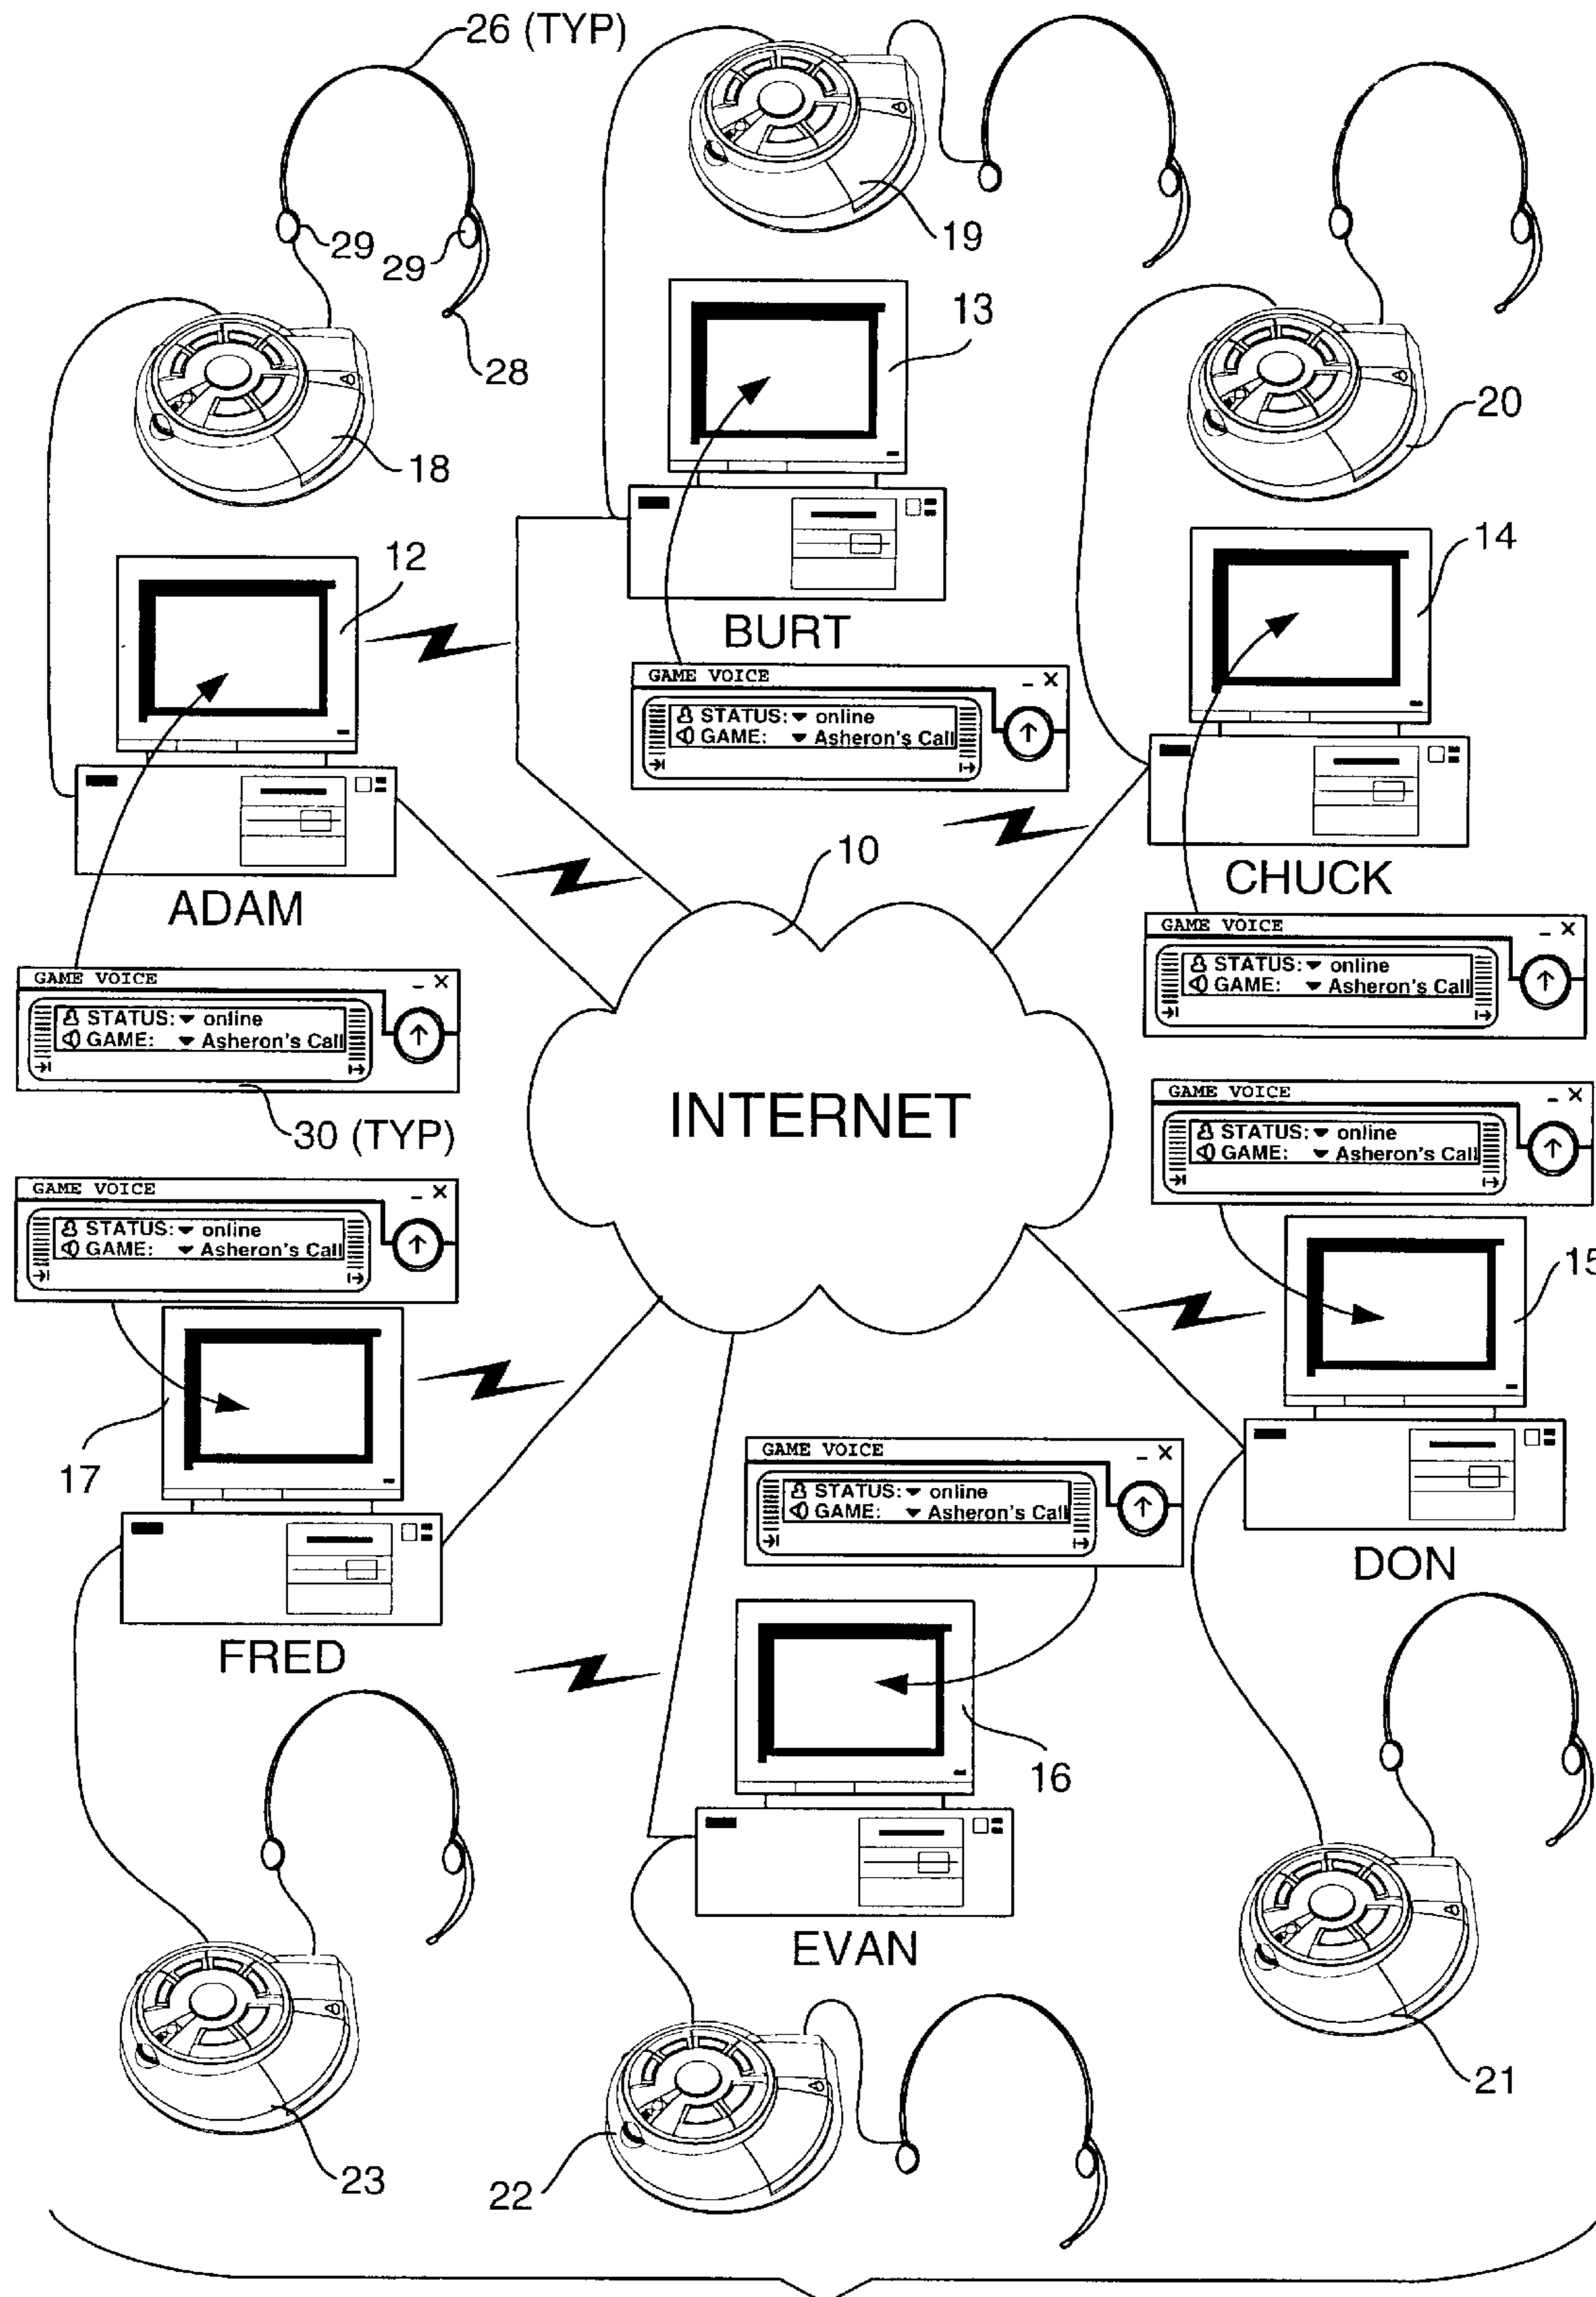 26 (TYP)
29
29
28
18
19
13
20
12
14
BURT
GAME VOICE _ X
STATUS: online
GAME: Asheron's Call
ADAM
10
CHUCK
GAME VOICE _ X
STATUS: online
GAME: Asheron's Call
30 (TYP)
GAME VOICE _ X
STATUS: online
GAME: Asheron's Call
INTERNET
GAME VOICE _ X
STATUS: online
GAME: Asheron's Call
15
GAME VOICE _ X
STATUS: online
GAME: Asheron's Call
17
FRED
GAME VOICE _ X
STATUS: online
GAME: Asheron's Call
16
EVAN
DON
21
23
22